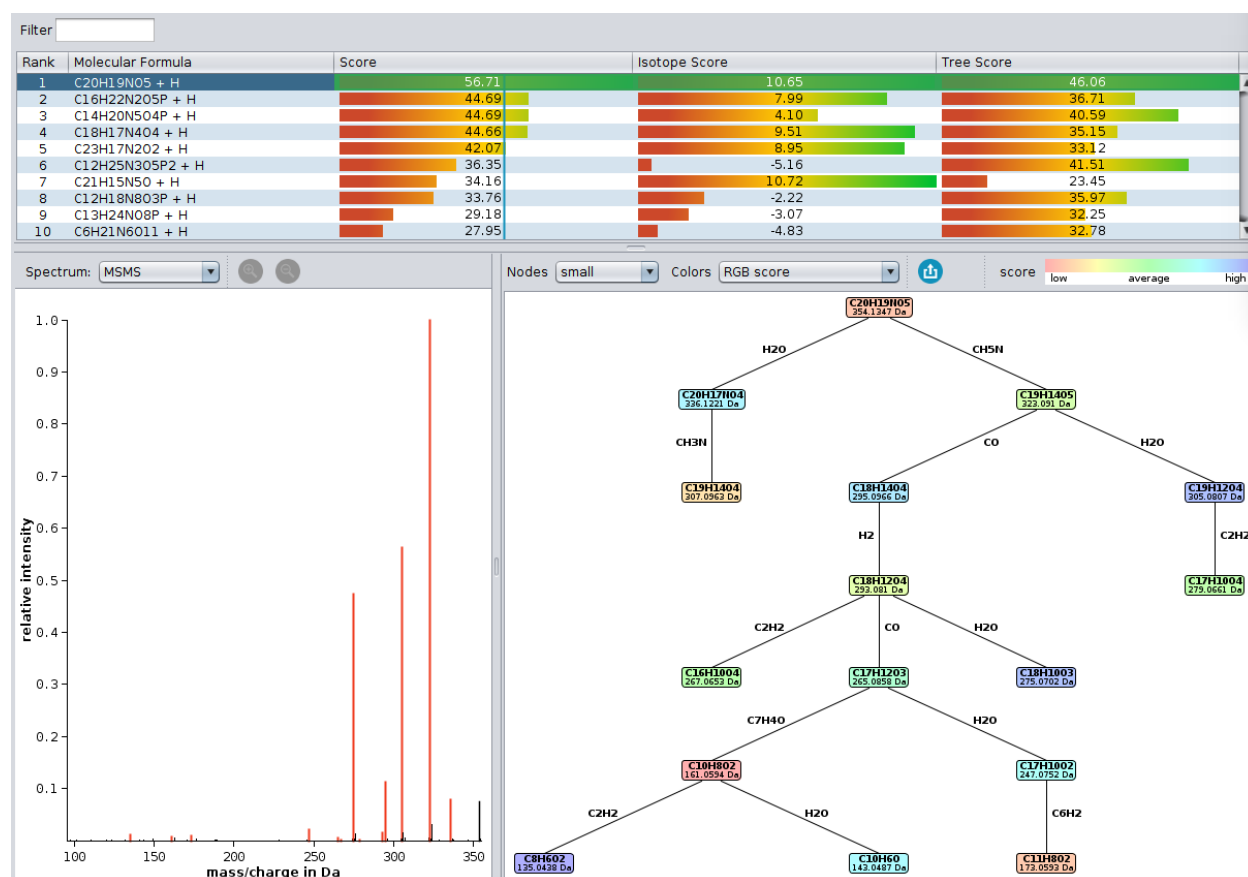 Filter
Rank Molecular Formula Score Isotope Score Tree Score
1 C20H19NO5 + H 56.71 10.65 46.06
2 C16H22N2O5P + H 44.69 7.99 36.71
3 C14H20N5O4P + H 44.69 4.10 40.59
4 C18H17N4O4 + H 44.66 9.51 35.15
5 C23H17N2O2 + H 42.07 8.95 33.12
6 C12H25N3O5P2 + H 36.35 -5.16 41.51
7 C21H15N5O + H 34.16 10.72 23.45
8 C12H18N8O3P + H 33.76 -2.22 35.97
9 C13H24NO8P + H 29.18 -3.07 32.25
10 C6H21N6O11 + H 27.95 -4.83 32.78
Spectrum: MSMS
Nodes small Colors RGB score score low average high
1.0
0.9
0.8
0.7
0.6
0.5
0.4
0.3
0.2
0.1
relative intensity
100 150 200 250 300 350
mass/charge in Da
C20H19NO5
354.1347 Da
H2O CH5N
C20H17NO4 C19H14O5
336.1221 Da 323.091 Da
CH3N CO H2O
C19H14O4 C18H14O4 C19H12O4
307.0963 Da 295.0966 Da 305.0807 Da
H2 C2H2
C18H12O4 C17H10O4
293.081 Da 279.0661 Da
C2H2 CO H2O
C16H10O4 C17H12O3 C18H10O3
267.0653 Da 265.0858 Da 275.0702 Da
C7H4O H2O
C10H8O2 C17H10O2
161.0594 Da 247.0752 Da
C2H2 H2O C6H2
C8H6O2 C10H6O C11H8O2
135.0438 Da 143.0487 Da 173.0593 Da